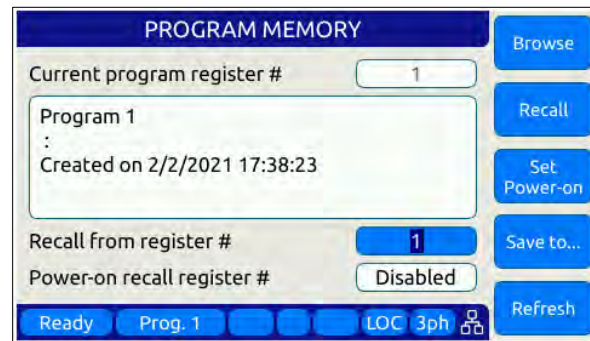 PROGRAM MEMORY
Current program register # 1
Program 1
:
Created on 2/2/2021 17:38:23
Recall from register # 1
Power-on recall register # Disabled
Ready Prog. 1 LOC 3ph
Browse
Recall
Set
Power-on
Save to...
Refresh